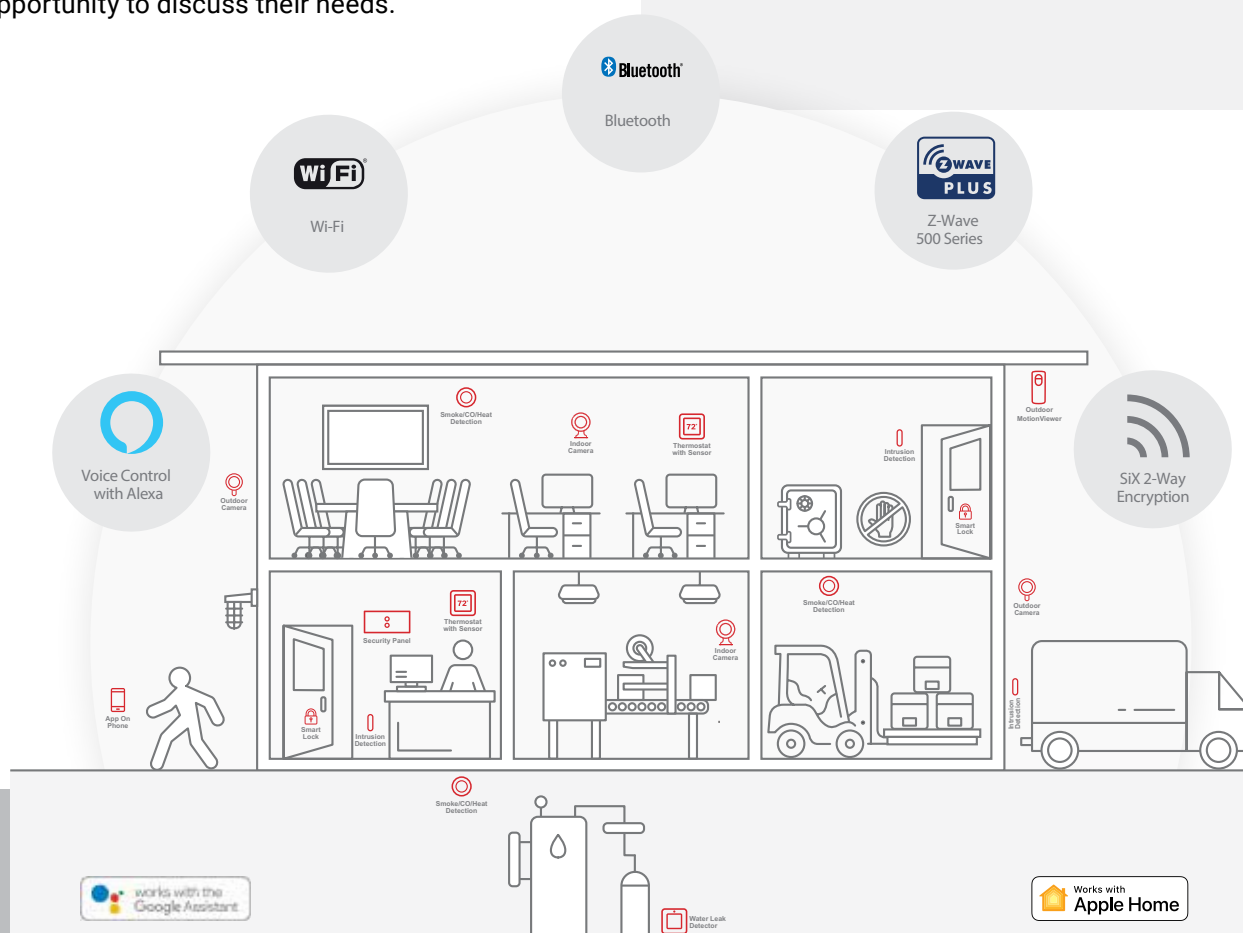 pportunity to discuss their needs.
Bluetooth®
Bluetooth
Wi Fi®
Wi-Fi
Z WAVE
PLUS
Z-Wave
500 Series
Voice Control
with Alexa
SiX 2-Way
Encryption
Smoke/CO/Heat
Detection
Indoor
Camera
72°
Thermostat
with Sensor
Intrusion
Detection
Smart
Lock
Outdoor
MotionViewer
Outdoor
Camera
Security Panel
72°
Thermostat
with Sensor
Smart
Lock
Intrusion
Detection
Indoor
Camera
Smoke/CO/Heat
Detection
Outdoor
Camera
Intrusion
Detection
App On
Phone
Smoke/CO/Heat
Detection
Water Leak
Detector
works with the
Google Assistant
Works with
Apple Home